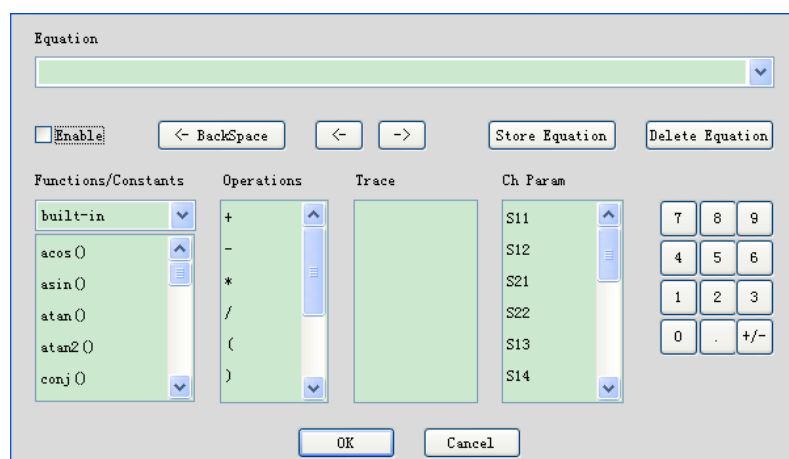 Equation
Enable
<- BackSpace
<-
->
Store Equation
Delete Equation
Functions/Constants
Operations
Trace
Ch Param
built-in
acos()
asin()
atan()
atan2()
conj()
+
-
*
/
(
)
S11
S12
S21
S22
S13
S14
7 8 9
4 5 6
1 2 3
0 . +/-
OK
Cancel